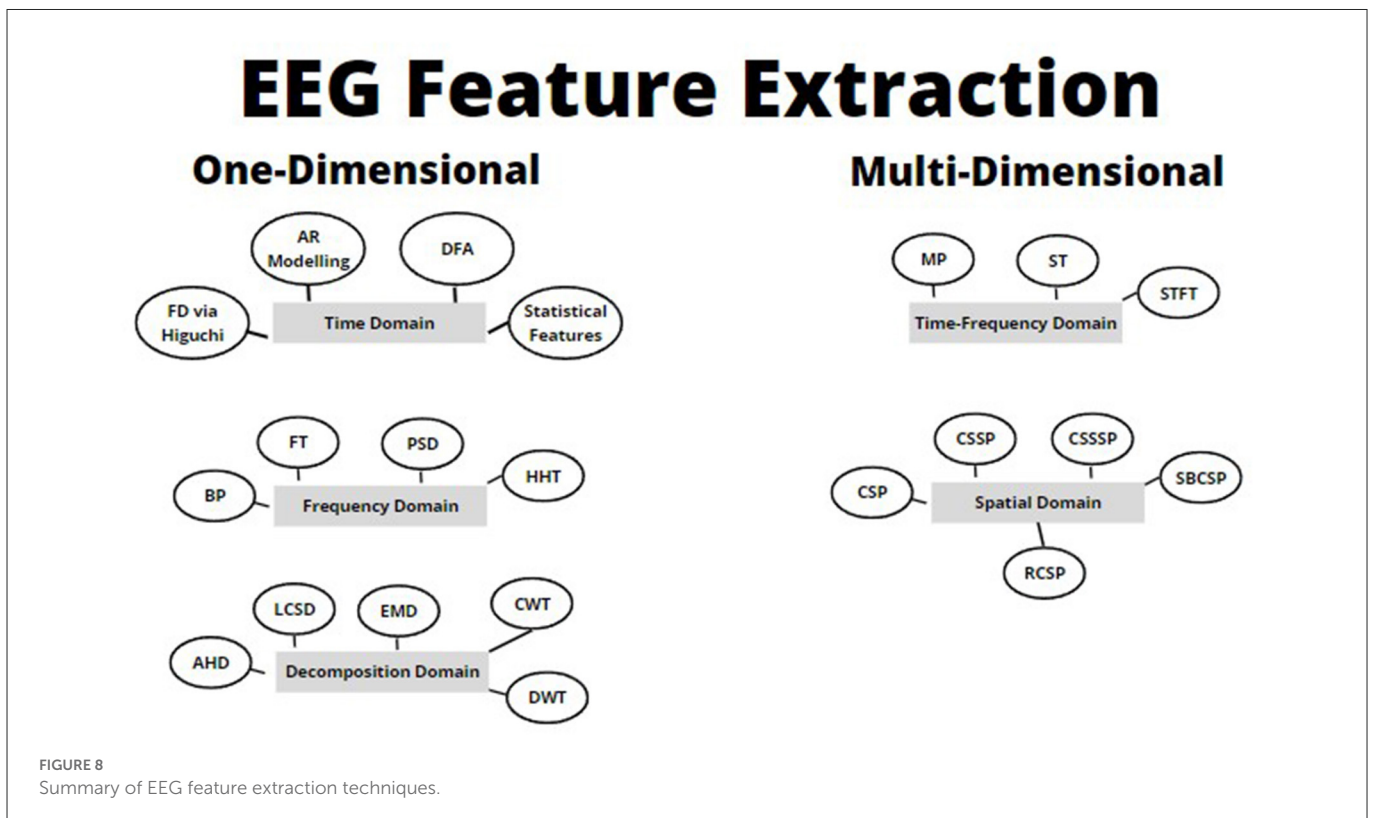 EEG Feature Extraction
One-Dimensional
AR
Modelling
DFA
FD via
Higuchi
Time Domain
Statistical
Features
FT
PSD
HHT
BP
Frequency Domain
LCSD
EMD
CWT
AHD
Decomposition Domain
DWT
Multi-Dimensional
MP
ST
STFT
Time-Frequency Domain
CSSP
CSSSP
SBCSP
CSP
Spatial Domain
RCSP
FIGURE 8
Summary of EEG feature extraction techniques.